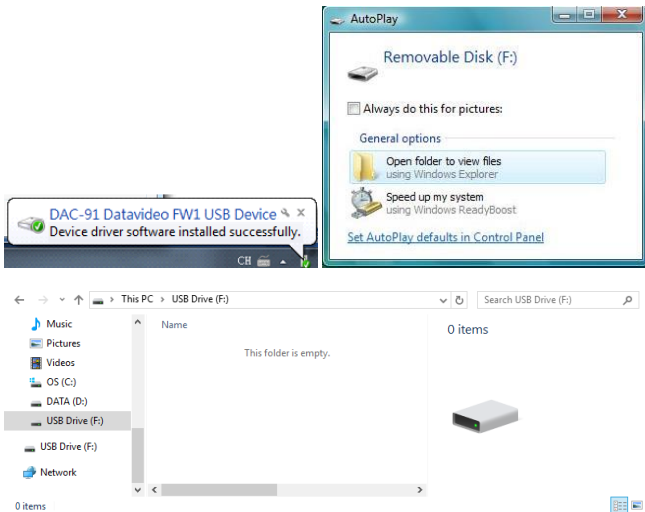 DAC-91 Datavideo FW1 USB Device
Device driver software installed successfully.
CH
AutoPlay
Removable Disk (F:)
Always do this for pictures:
General options
Open folder to view files
using Windows Explorer
Speed up my system
using Windows ReadyBoost
Set AutoPlay defaults in Control Panel
This PC > USB Drive (F:)
Search USB Drive (F:)
Music
Pictures
Videos
OS (C:)
DATA (D:)
USB Drive (F:)
USB Drive (F:)
Network
Name
This folder is empty.
0 items
0 items